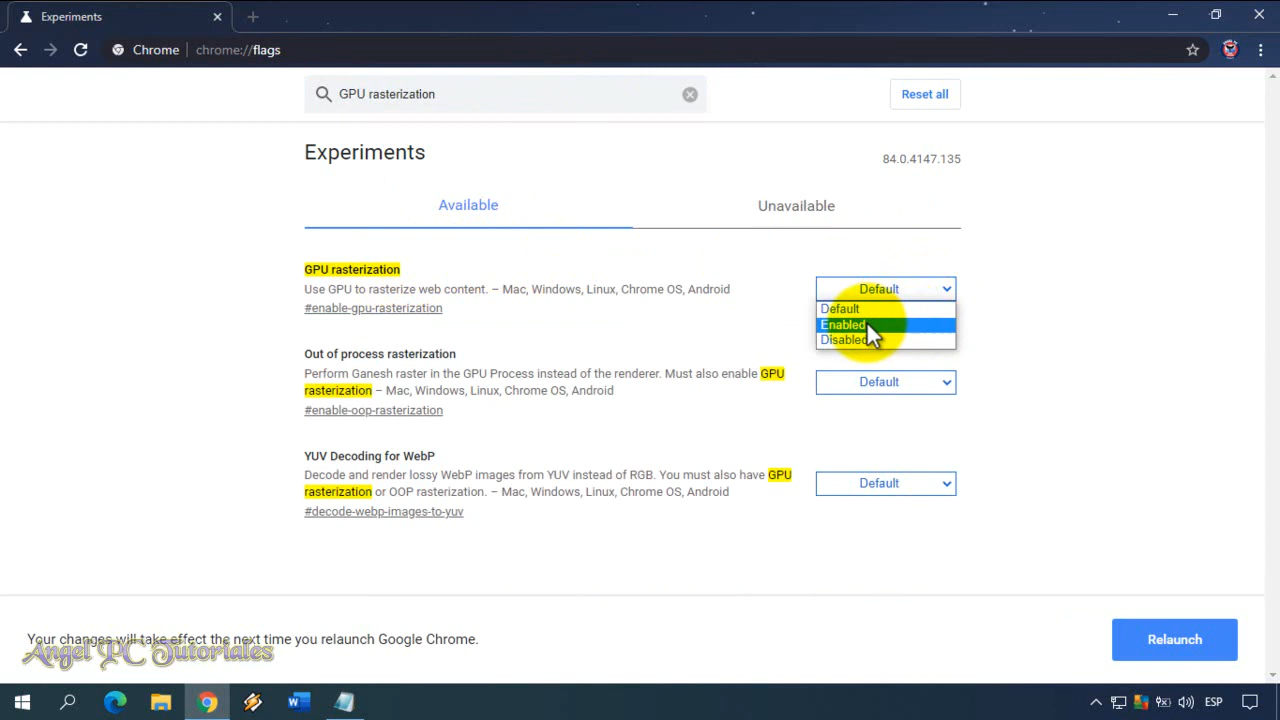 Experiments
Chrome
chrome://flags
GPU rasterization
Reset all
Experiments
84.0.4147.135
Available
Unavailable
GPU rasterization
Use GPU to rasterize web content. – Mac, Windows, Linux, Chrome OS, Android
#enable-gpu-rasterization
Default
Default
Enabled
Disabled
Out of process rasterization
Perform Ganesh raster in the GPU Process instead of the renderer. Must also enable GPU
rasterization – Mac, Windows, Linux, Chrome OS, Android
#enable-oop-rasterization
Default
YUV Decoding for WebP
Decode and render lossy WebP images from YUV instead of RGB. You must also have GPU
rasterization or OOP rasterization. – Mac, Windows, Linux, Chrome OS, Android
#decode-webp-images-to-yuv
Default
Your changes will take effect the next time you relaunch Google Chrome.
Relaunch
Angel PC Tutoriales
ESP